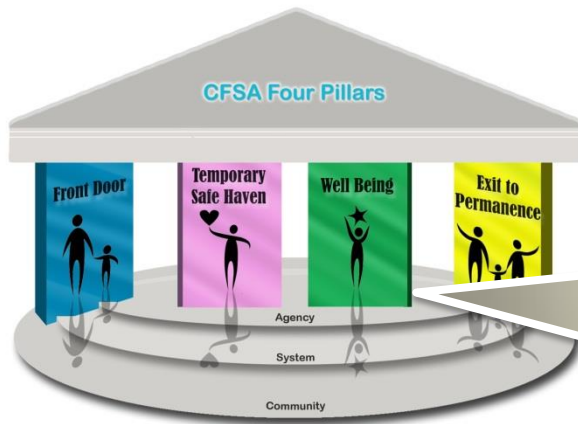 CFSA Four Pillars
Front Door
Temporary
Safe Haven
Well Being
Exit to
Permanence
Agency
System
Community